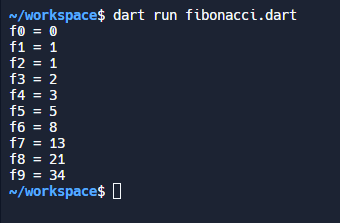 ~/workspace$ dart run fibonacci.dart
f0 = 0
f1 = 1
f2 = 1
f3 = 2
f4 = 3
f5 = 5
f6 = 8
f7 = 13
f8 = 21
f9 = 34
~/workspace$